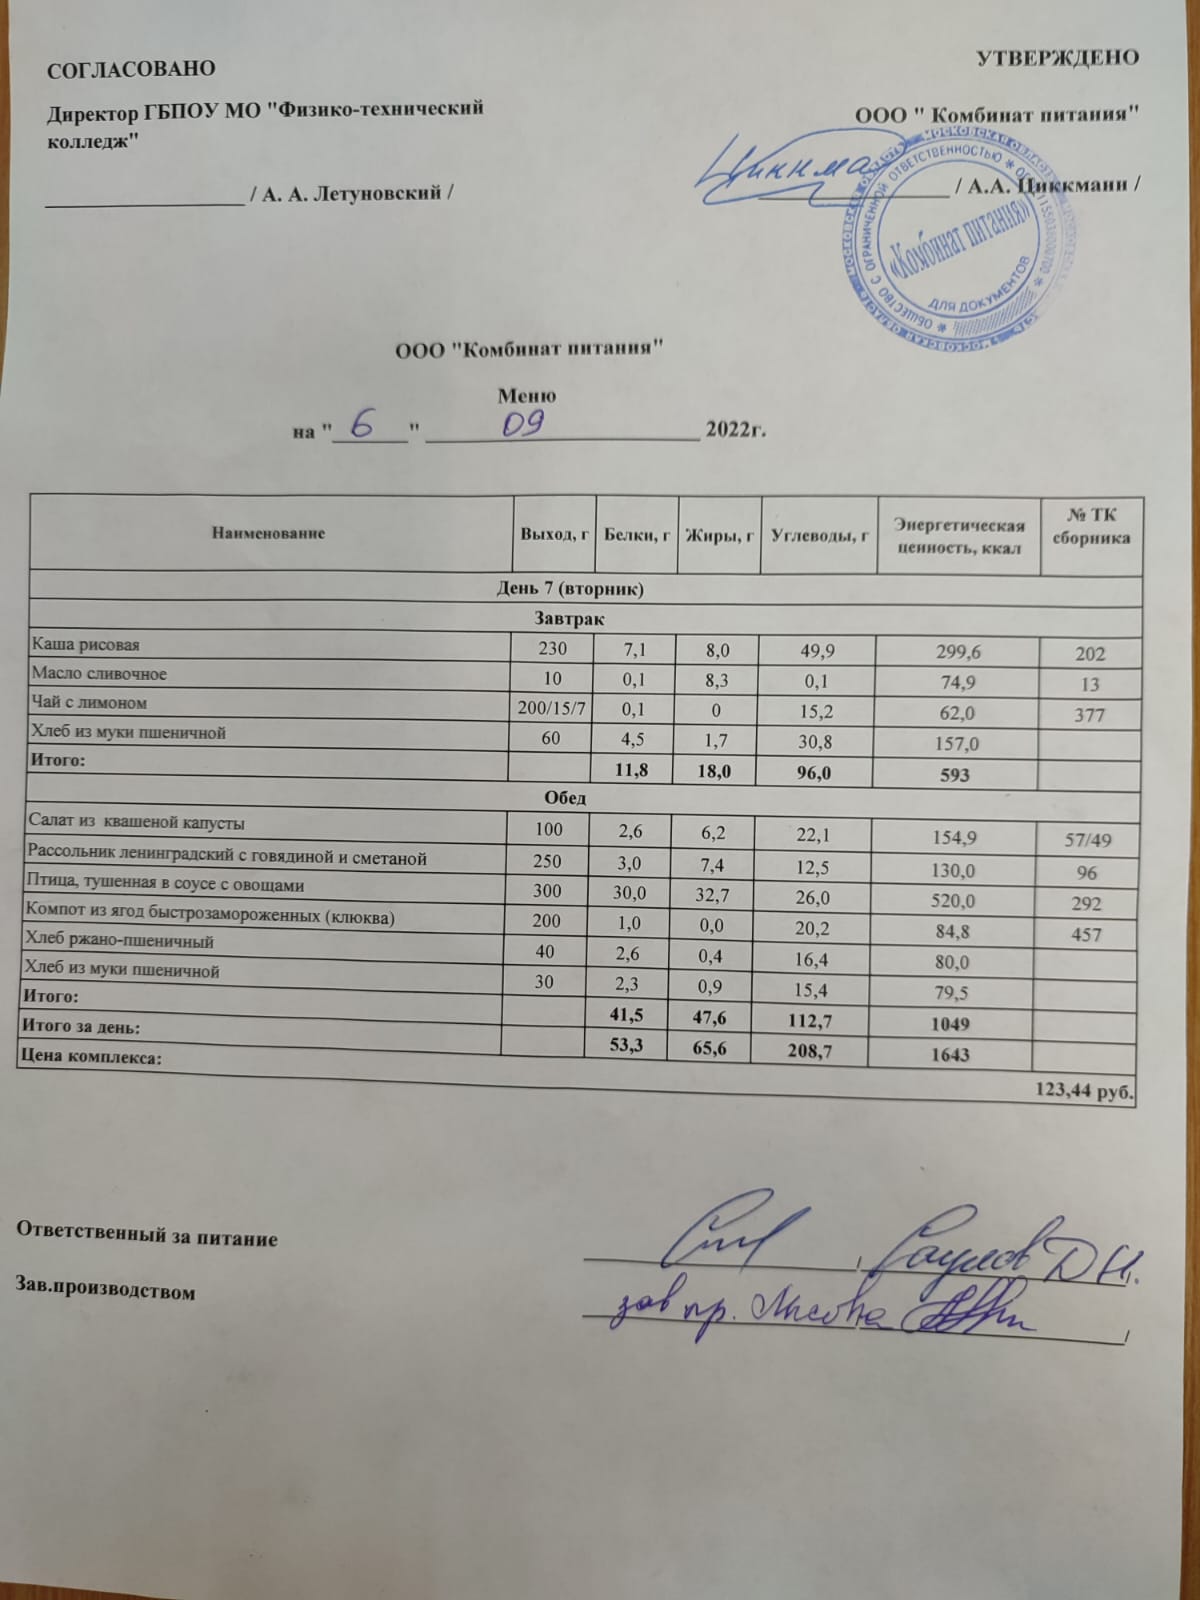 СОГЛАСОВАНО
УТВЕРЖДЕНО
Директор ГБПОУ МО "Физико-технический
колледж"
ООО " Комбинат питания"
/ А. А. Летуновский /
/ А.А. Циккманн /
«Комбинат питания»
ДЛЯ ДОКУМЕНТОВ
ОБЩЕСТВО С ОГРАНИЧЕННОЙ ОТВЕТСТВЕННОСТЬЮ
ООО "Комбинат питания"
Меню
на " 6 " 09 2022г.
Наименование Выход, г Белки, г Жиры, г Углеводы, г Энергетическая ценность, ккал № ТК сборника
День 7 (вторник)
Завтрак
Каша рисовая 230 7,1 8,0 49,9 299,6 202
Масло сливочное 10 0,1 8,3 0,1 74,9 13
Чай с лимоном 200/15/7 0,1 0 15,2 62,0 377
Хлеб из муки пшеничной 60 4,5 1,7 30,8 157,0
Итого: 11,8 18,0 96,0 593
Обед
Салат из квашеной капусты 100 2,6 6,2 22,1 154,9 57/49
Рассольник ленинградский с говядиной и сметаной 250 3,0 7,4 12,5 130,0 96
Птица, тушенная в соусе с овощами 300 30,0 32,7 26,0 520,0 292
Компот из ягод быстрозамороженных (клюква) 200 1,0 0,0 20,2 84,8 457
Хлеб ржано-пшеничный 40 2,6 0,4 16,4 80,0
Хлеб из муки пшеничной 30 2,3 0,9 15,4 79,5
Итого: 41,5 47,6 112,7 1049
Итого за день: 53,3 65,6 208,7 1643
Цена комплекса: 123,44 руб.
Ответственный за питание
Зав.производством зав пр.